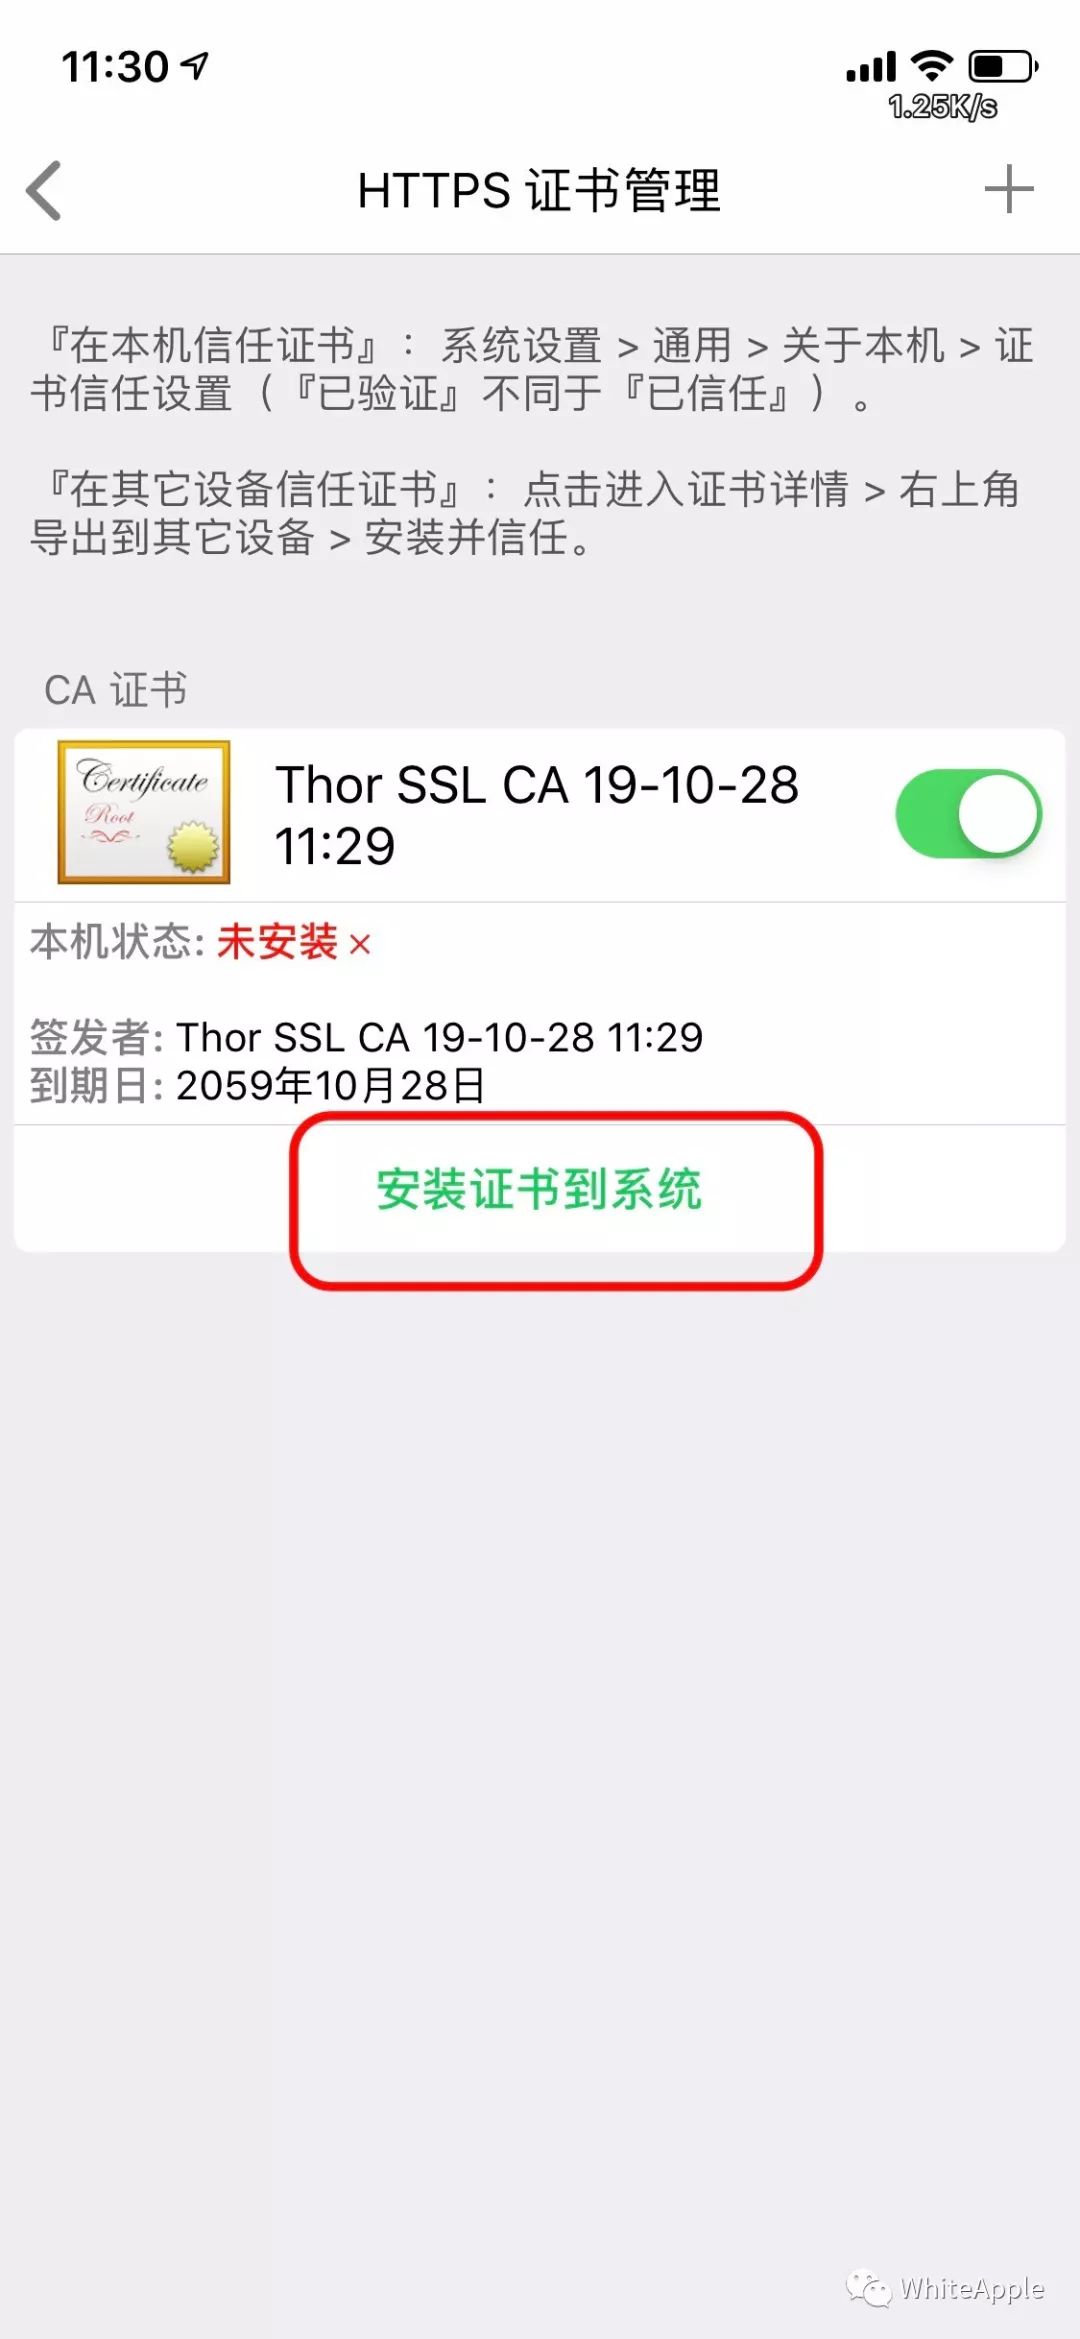 11:30
1.25K/s
HTTPS 证书管理
『在本机信任证书』：系统设置 > 通用 > 关于本机 > 证
书信任设置（『已验证』不同于『已信任』）。
『在其它设备信任证书』：点击进入证书详情 > 右上角
导出到其它设备 > 安装并信任。
CA 证书
Certificate
Root
Thor SSL CA 19-10-28
11:29
本机状态: 未安装 ×
签发者: Thor SSL CA 19-10-28 11:29
到期日: 2059年10月28日
安装证书到系统
WhiteApple